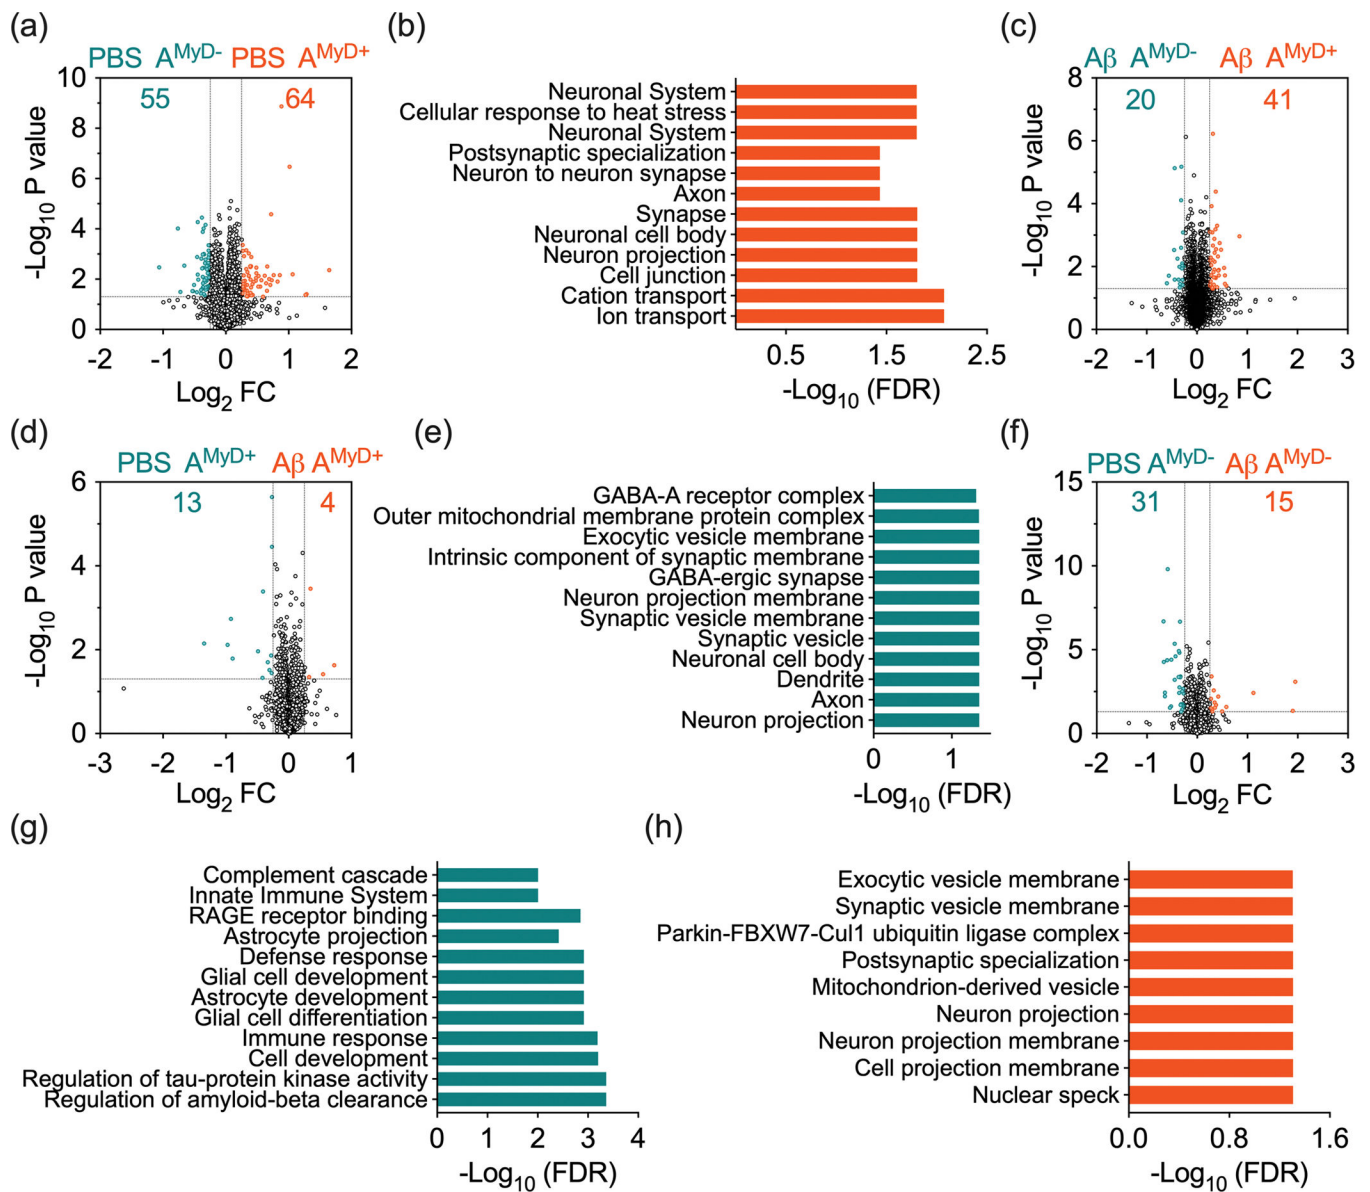 (a)
PBS A^MyD- PBS A^MyD+
55 64
10
8
6
4
2
0
-2 -1 0 1 2
-Log10 P value
Log2 FC
(b)
Neuronal System
Cellular response to heat stress
Neuronal System
Postsynaptic specialization
Neuron to neuron synapse
Axon
Synapse
Neuronal cell body
Neuron projection
Cell junction
Cation transport
Ion transport
0.5 1.5 2.5
-Log10 (FDR)
(c)
Aβ A^MyD- Aβ A^MyD+
20 41
8
6
4
2
0
-2 -1 0 1 2 3
-Log10 P value
Log2 FC
(d)
PBS A^MyD+ Aβ A^MyD+
13 4
6
4
2
0
-3 -2 -1 0 1
-Log10 P value
Log2 FC
(e)
GABA-A receptor complex
Outer mitochondrial membrane protein complex
Exocytic vesicle membrane
Intrinsic component of synaptic membrane
GABA-ergic synapse
Neuron projection membrane
Synaptic vesicle membrane
Synaptic vesicle
Neuronal cell body
Dendrite
Axon
Neuron projection
0 1
-Log10 (FDR)
(f)
PBS A^MyD- Aβ A^MyD-
31 15
15
10
5
0
-2 -1 0 1 2 3
-Log10 P value
Log2 FC
(g)
Complement cascade
Innate Immune System
RAGE receptor binding
Astrocyte projection
Defense response
Glial cell development
Astrocyte development
Glial cell differentiation
Immune response
Cell development
Regulation of tau-protein kinase activity
Regulation of amyloid-beta clearance
0 1 2 3 4
-Log10 (FDR)
(h)
Exocytic vesicle membrane
Synaptic vesicle membrane
Parkin-FBXW7-Cul1 ubiquitin ligase complex
Postsynaptic specialization
Mitochondrion-derived vesicle
Neuron projection
Neuron projection membrane
Cell projection membrane
Nuclear speck
0.0 0.8 1.6
-Log10 (FDR)